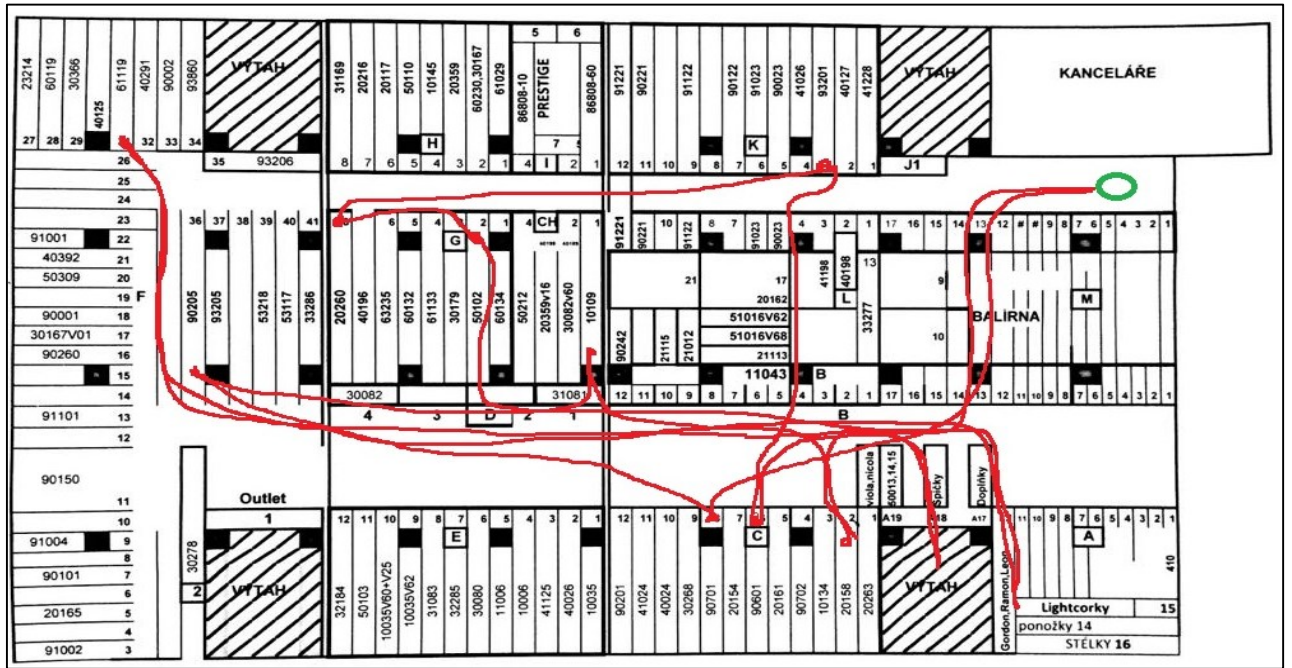 23214 60119 30366 40125 61119 40291 90002 93860 VÝTAH
27 28 29 32 33 34
35 93206
31169 20216 20117 50110 10145 20359 60230,30167 61029 86808-10 PRESTIGE 86808-60
5 6
7
H
8 7 6 5 4 3 2 1 4 I 2 1
91221 90221 91122 90122 91023 90023 41026 93201 40127 41228
K
12 11 10 9 8 7 6 5 4 2 1
VÝTAH
J1
KANCELÁŘE
26
25
24
23
91001 22
40392 21
50309 20
19 F
90001 18
30167V01 17
90260 16
15
14
91101 13
12
90150
11
10
91004 9
8
90101 7
6
20165 5
4
91002 3
36 37 38 39 40 41
90205 93205 53218 53117 33286
6 5 4 3 2 1 4 CH 2 1
G
20260 40196 63235 60132 61133 30179 50102 60134 50212 20359v16 30082v60 10109
30082 31081
4 3 D 2 1
91221 90221 10 91122 8 7 91023 90023 4 3 2 1
21 17
20162
41198 40198
L
13
33277
51016V62
51016V68
21113
90242 21115 21012
11043 B
12 11 10 9 8 7 6 5 4 3 2 1
B
17 16 15 14 13 12 # # 9 8 7 6 5 4 3 2 1
9
10
BALÍRNA
M
17 16 15 14 13 12 11 10 9 8 7 6 5 4 3 2 1
viola,nicola
50013,14,15
Špičky
Doplňky
30278
2
Outlet
1
VÝTAH
12 11 10 9 8 7 6 5 4 3 2 1
E
32184 50103 10035V60+V25 10035V62 31083 32285 30080 11006 10006 41125 40026 10035
12 11 10 9 7 5 4 3 2 1
C
90201 41024 40024 30268 90701 20154 90601 20161 90702 10134 20158 20263
A19 A18 A17
VÝTAH
11 10 9 8 7 6 5 4 3 2 1
A
410
Gordon,Ramon,Leon
Lightcorky 15
ponožky 14
STÉLKY 16